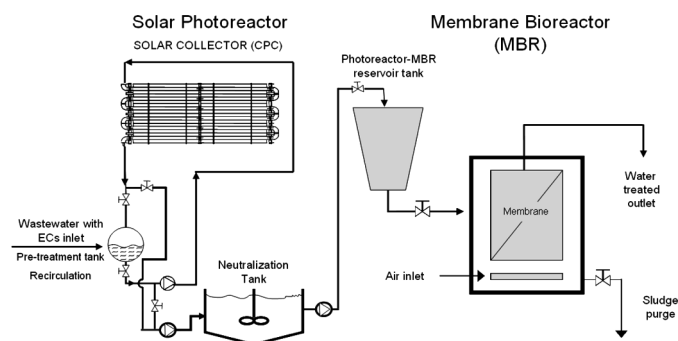 Solar Photoreactor
SOLAR COLLECTOR (CPC)
Membrane Bioreactor
(MBR)
Photoreactor-MBR
reservoir tank
Wastewater with
ECs inlet
Pre-treatment tank
Recirculation
Neutralization
Tank
Membrane
Water
treated
outlet
Air inlet
Sludge
purge